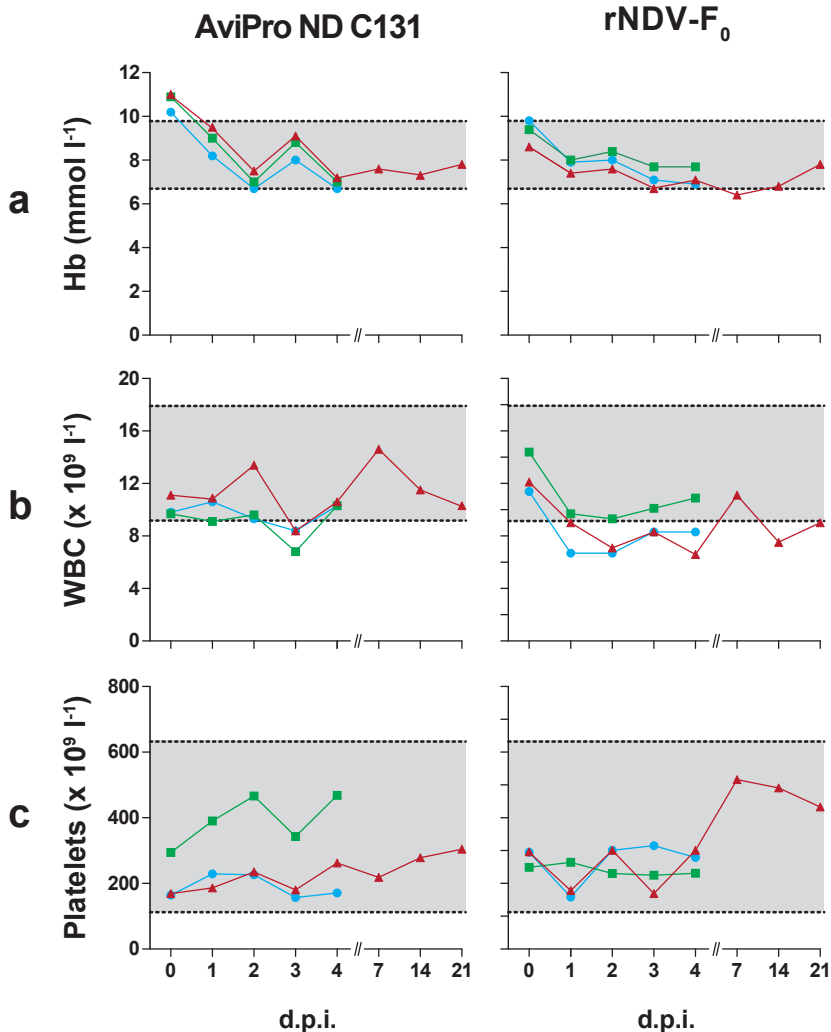 AviPro ND C131 rNDV-F₀
a
Hb (mmol l⁻¹)
12
10
8
6
4
2
0
//
//
b
WBC (x 10⁹ l⁻¹)
20
16
12
8
4
0
//
//
c
Platelets (x 10⁹ l⁻¹)
800
600
400
200
0
0 1 2 3 4 // 7 14 21
0 1 2 3 4 // 7 14 21
d.p.i. d.p.i.